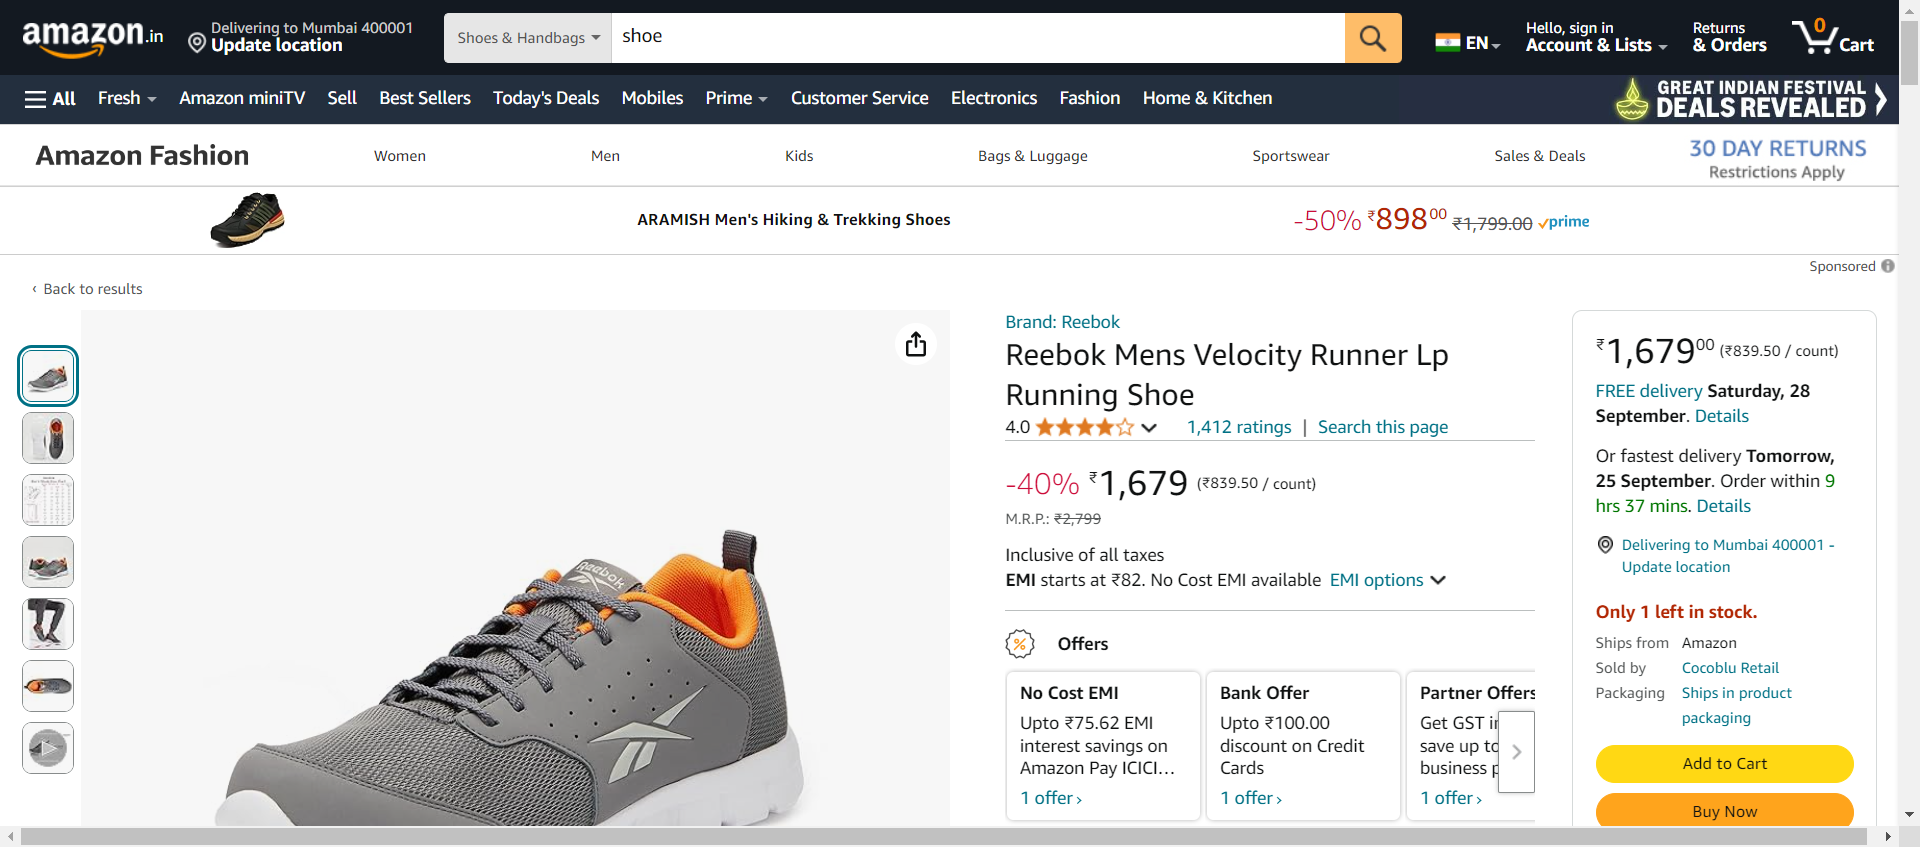 amazon.in
Delivering to Mumbai 400001
Update location
Shoes & Handbags
shoe
EN
Hello, sign in
Account & Lists
Returns
& Orders
0
Cart
All
Fresh
Amazon miniTV
Sell
Best Sellers
Today's Deals
Mobiles
Prime
Customer Service
Electronics
Fashion
Home & Kitchen
GREAT INDIAN FESTIVAL
DEALS REVEALED
Amazon Fashion
Women
Men
Kids
Bags & Luggage
Sportswear
Sales & Deals
30 DAY RETURNS
Restrictions Apply
ARAMISH Men's Hiking & Trekking Shoes
-50% ₹89800 ₹1,799.00 prime
Sponsored
‹ Back to results
Reebok
Brand: Reebok
Reebok Mens Velocity Runner Lp
Running Shoe
4.0
1,412 ratings | Search this page
-40% ₹1,679 (₹839.50 / count)
M.R.P.: ₹2,799
Inclusive of all taxes
EMI starts at ₹82. No Cost EMI available EMI options
% Offers
No Cost EMI
Upto ₹75.62 EMI
interest savings on
Amazon Pay ICICI…
1 offer ›
Bank Offer
Upto ₹100.00
discount on Credit
Cards
1 offer ›
Partner Offers
Get GST
save up to
business
1 offer ›
₹1,67900 (₹839.50 / count)
FREE delivery Saturday, 28
September. Details
Or fastest delivery Tomorrow,
25 September. Order within 9
hrs 37 mins. Details
Delivering to Mumbai 400001 -
Update location
Only 1 left in stock.
Ships from Amazon
Sold by Cocoblu Retail
Packaging Ships in product
packaging
Add to Cart
Buy Now